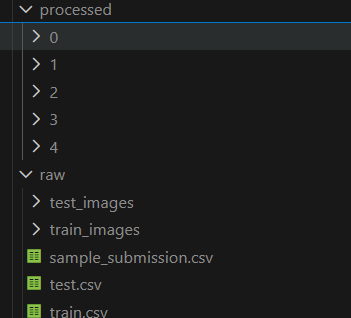 processed
0
1
2
3
4
raw
test_images
train_images
sample_submission.csv
test.csv
train.csv